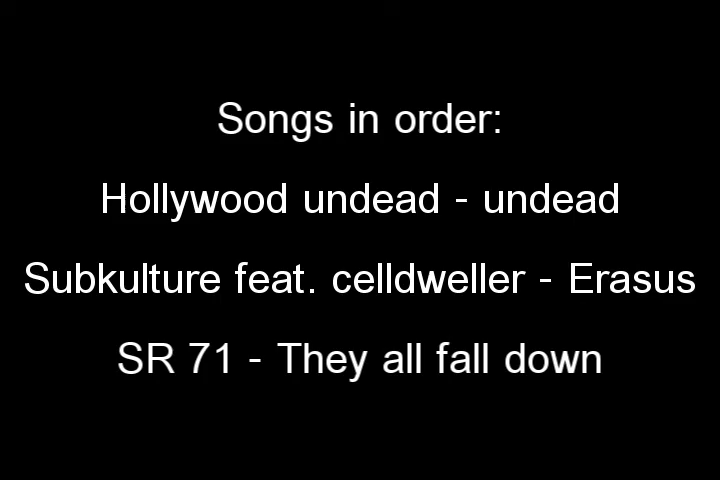 Songs in order:
Hollywood undead - undead
Subkulture feat. celldweller - Erasus
SR 71 - They all fall down